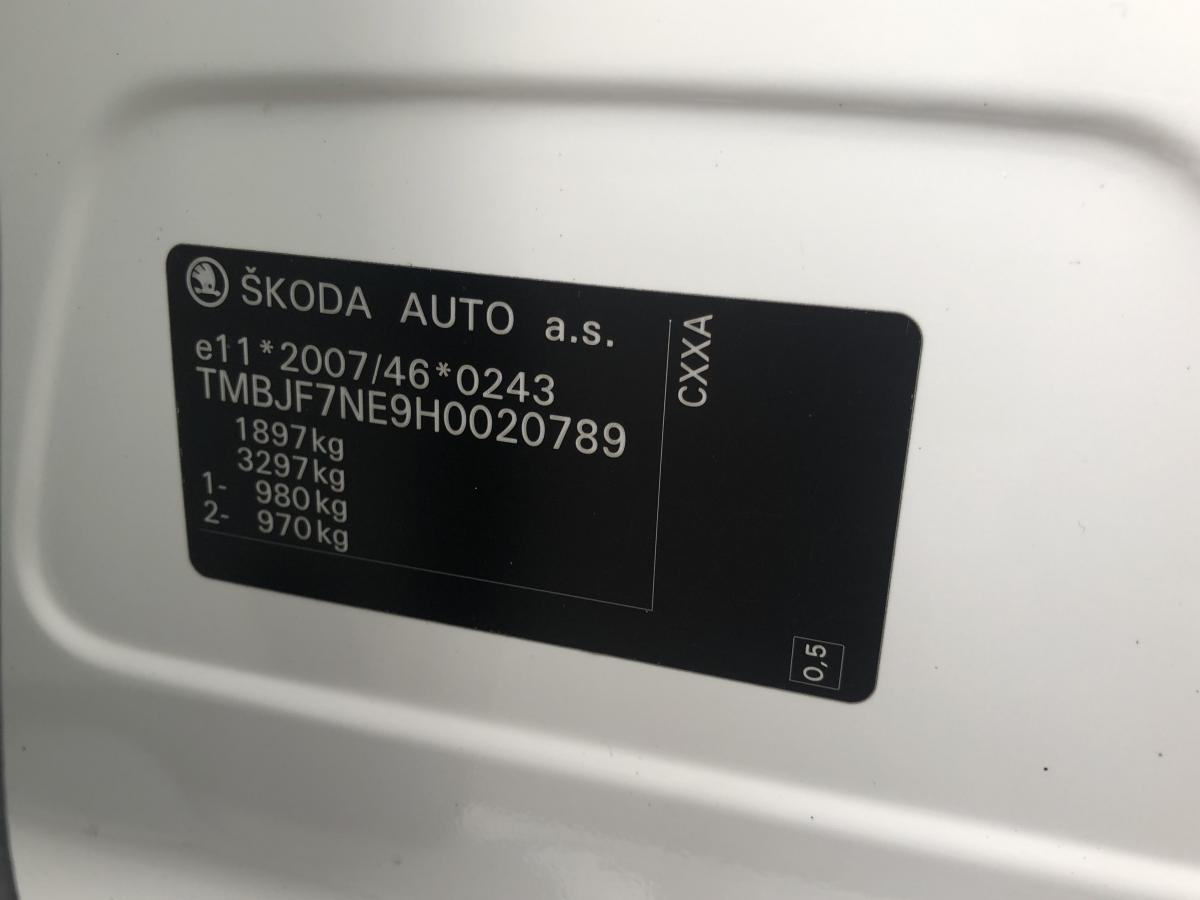 ŠKODA AUTO a.s.
e11*2007/46*0243
TMBJF7NE9H0020789
1897kg
3297kg
1- 980kg
2- 970kg
CXXA
0,5